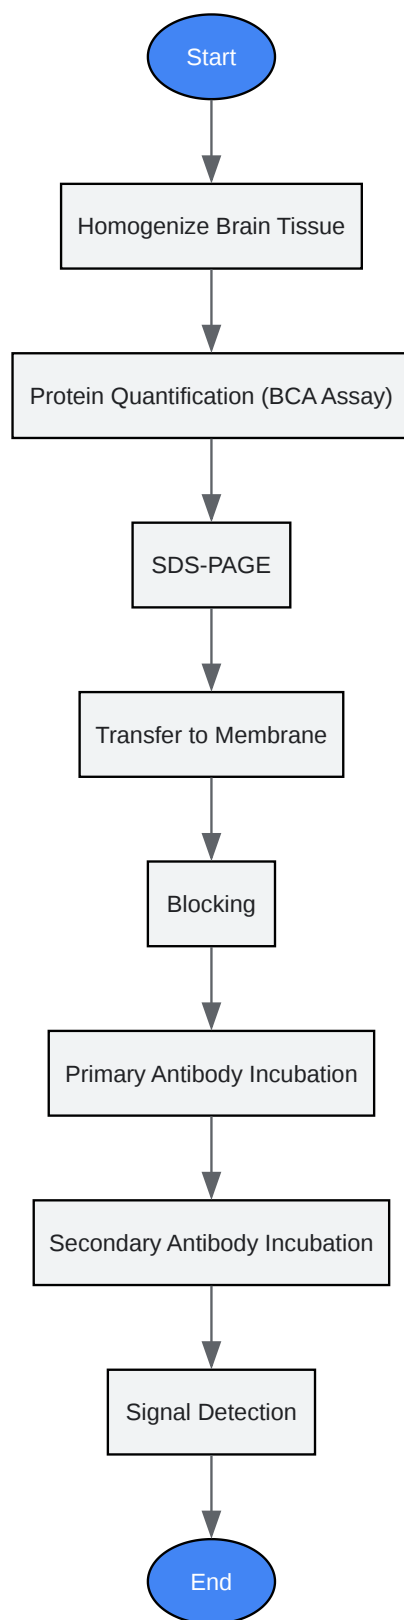 Start
Homogenize Brain Tissue
Protein Quantification (BCA Assay)
SDS-PAGE
Transfer to Membrane
Blocking
Primary Antibody Incubation
Secondary Antibody Incubation
Signal Detection
End